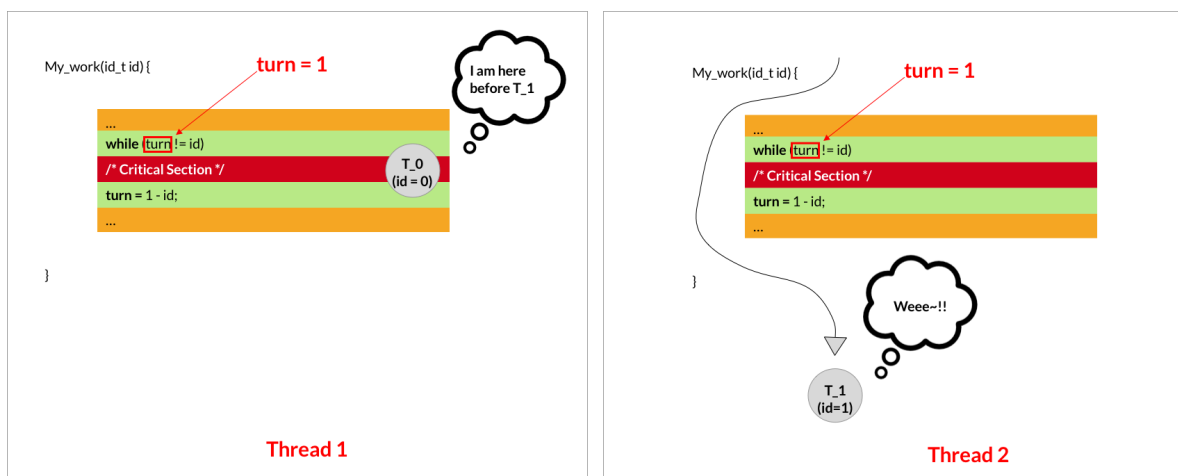 My_work(id_t id) {
turn = 1
I am here
before T_1
...
while (turn != id)
/* Critical Section */
T_0
(id = 0)
turn = 1 - id;
...
}
Thread 1
My_work(id_t id) {
turn = 1
...
while (turn != id)
/* Critical Section */
turn = 1 - id;
...
}
Weee~!!
T_1
(id=1)
Thread 2